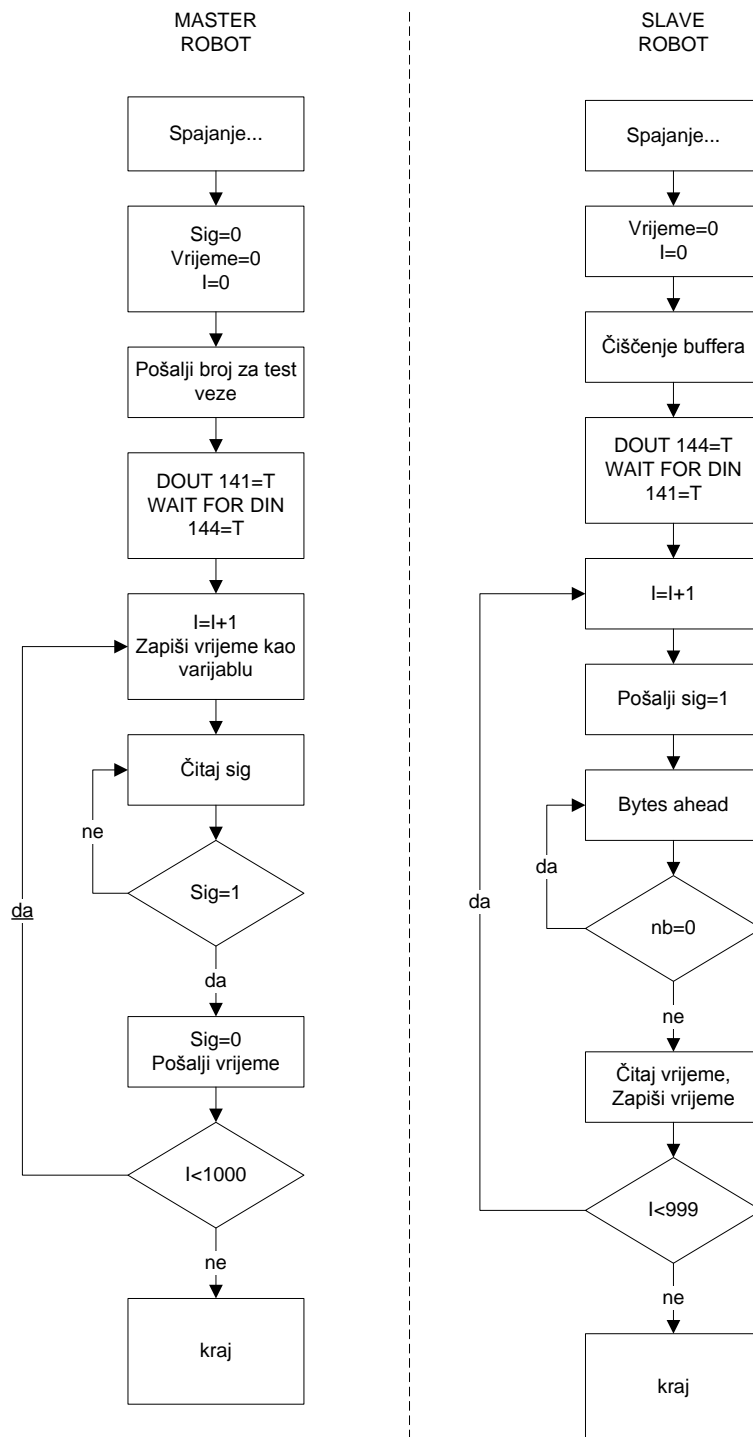 MASTER
ROBOT
Spajanje...
Sig=0
Vrijeme=0
I=0
Pošalji broj za test
veze
DOUT 141=T
WAIT FOR DIN
144=T
I=I+1
Zapiši vrijeme kao
varijablu
Čitaj sig
ne
Sig=1
da
da
Sig=0
Pošalji vrijeme
I<1000
ne
kraj
SLAVE
ROBOT
Spajanje...
Vrijeme=0
I=0
Čiščenje buffera
DOUT 144=T
WAIT FOR DIN
141=T
I=I+1
Pošalji sig=1
Bytes ahead
da
da
nb=0
ne
Čitaj vrijeme,
Zapiši vrijeme
I<999
ne
kraj